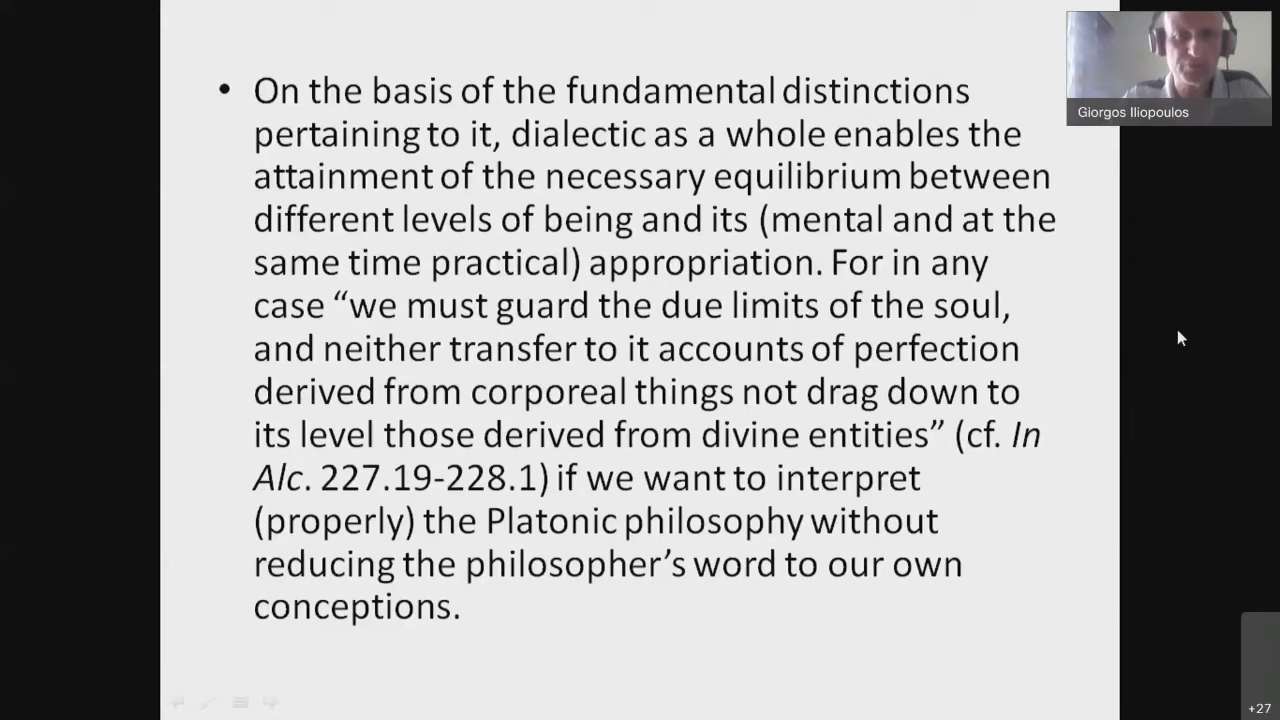 • On the basis of the fundamental distinctions
pertaining to it, dialectic as a whole enables the
attainment of the necessary equilibrium between
different levels of being and its (mental and at the
same time practical) appropriation. For in any
case “we must guard the due limits of the soul,
and neither transfer to it accounts of perfection
derived from corporeal things not drag down to
its level those derived from divine entities” (cf. In
Alc. 227.19-228.1) if we want to interpret
(properly) the Platonic philosophy without
reducing the philosopher’s word to our own
conceptions.
Giorgos Iliopoulos
+27